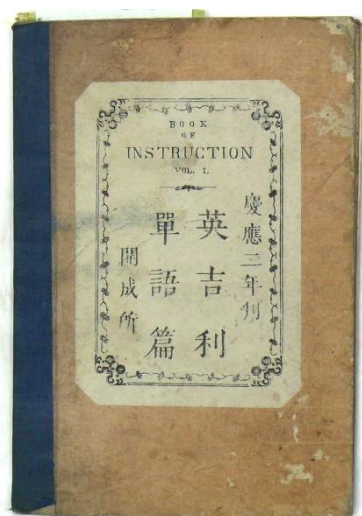 BOOK
OF
INSTRUCTION
VOL. I.
慶應二年刊
英吉利
單語篇
開成所